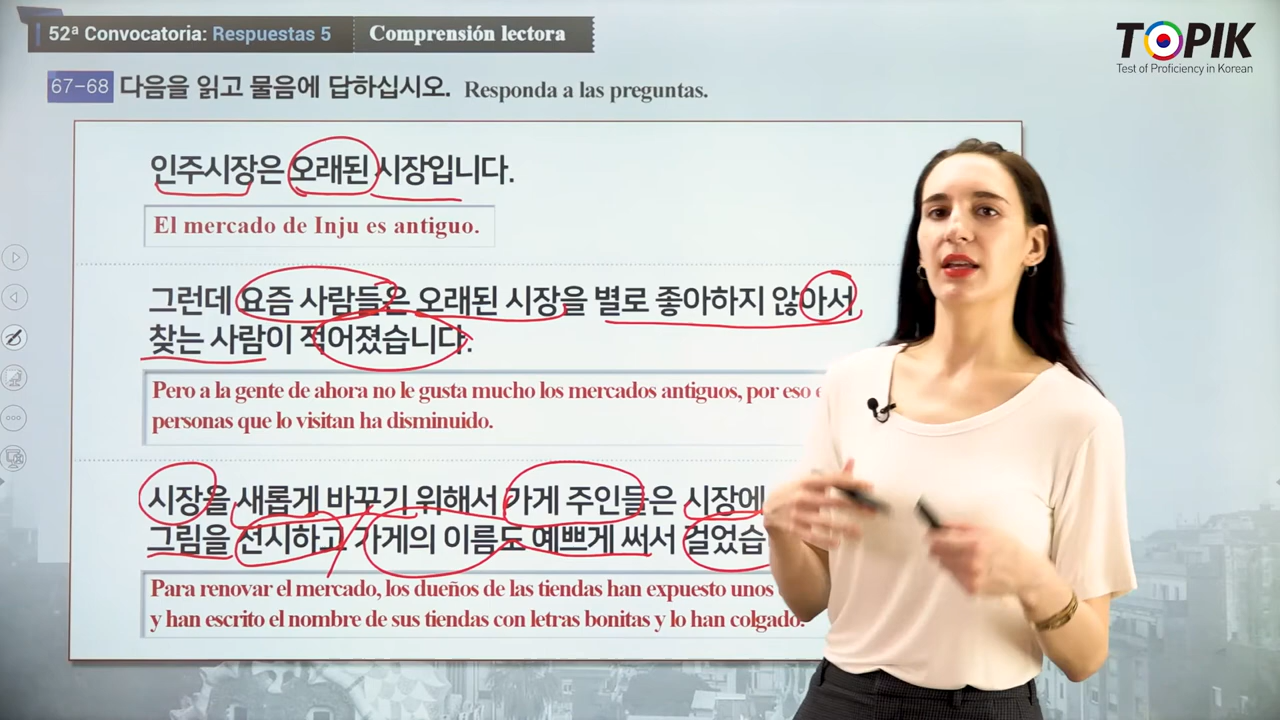 52ª Convocatoria: Respuestas 5
Comprensión lectora
TOPIK
Test of Proficiency in Korean
67-68 다음을 읽고 물음에 답하십시오. Responda a las preguntas.
인주시장은 오래된 시장입니다.
El mercado de Inju es antiguo.
그런데 요즘 사람들은 오래된 시장을 별로 좋아하지 않아서
찾는 사람이 적어졌습니다.
Pero a la gente de ahora no le gusta mucho los mercados antiguos, por eso
personas que lo visitan ha disminuido.
시장을 새롭게 바꾸기 위해서 가게 주인들은 시장에
그림을 전시하고 가게의 이름도 예쁘게 써서 걸었습
Para renovar el mercado, los dueños de las tiendas han expuesto unos
y han escrito el nombre de sus tiendas con letras bonitas y lo han colgado.